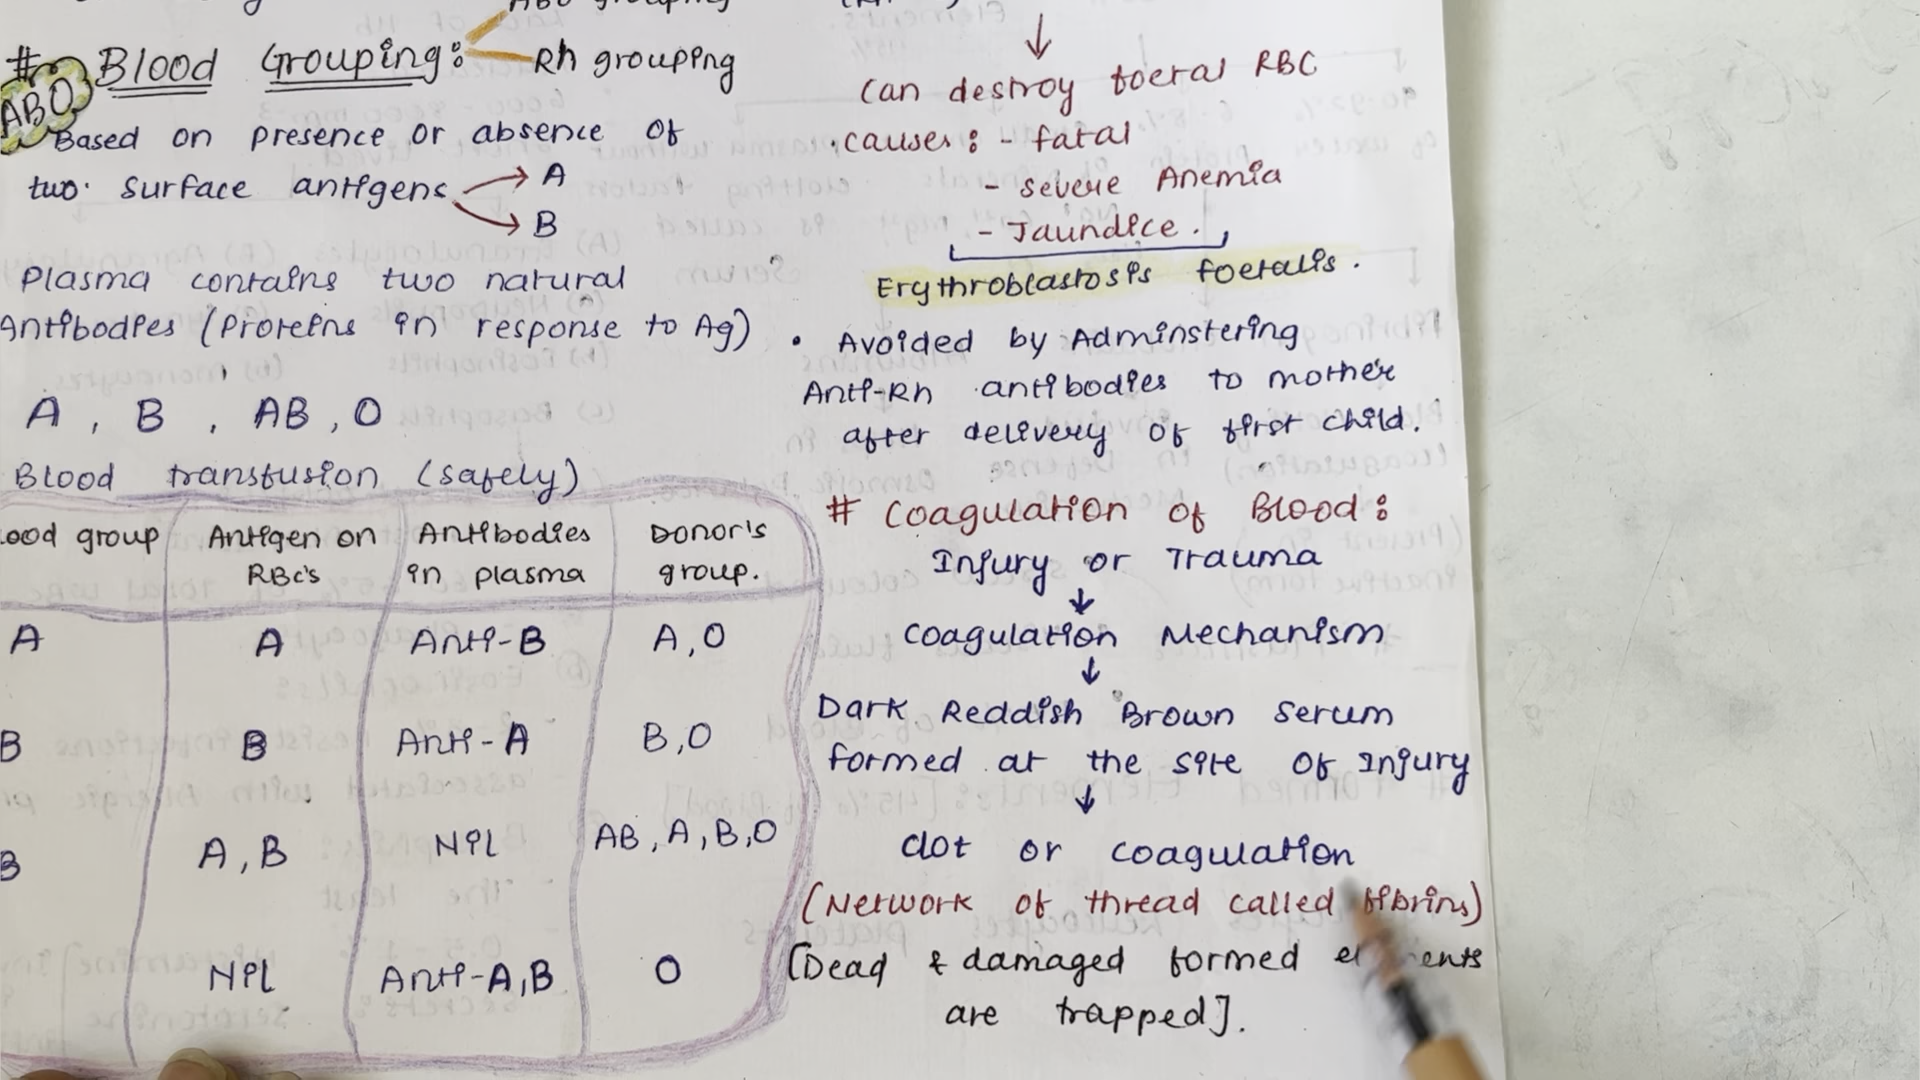 # Blood Grouping:
Rh grouping
ABO
Based on presence or absence of
two surface antigens
A
B
Plasma contains two natural
Antibodies (Proteins in response to Ag)
A, B, AB, O
Blood transfusion (safely)
group Antigen on RBC's Antibodies in plasma Donor's group.
A A Anti-B A,O
B B Anti-A B,O
B A,B Nil AB,A,B,O
Nil Anti-A,B O
Can destroy foetal RBC
causes: - fatal
- severe Anemia
- Jaundice.
Erythroblastosis foetalis.
• Avoided by Adminstering
Anti-Rh antibodies to mother
after delivery of first child.
# Coagulation of Blood:
Injury or Trauma
↓
Coagulation Mechanism
↓
Dark Reddish Brown Serum
formed at the site of Injury
↓
Clot or coagulation
(Network of thread called fibrins)
[Dead & damaged formed
are trapped].